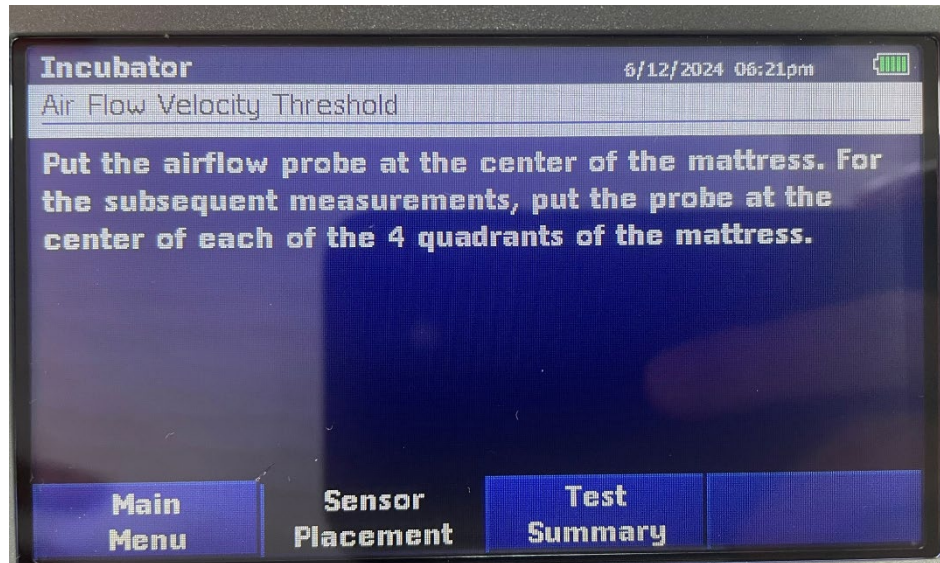 Incubator
6/12/2024 06:21pm
Air Flow Velocity Threshold
Put the airflow probe at the center of the mattress. For
the subsequent measurements, put the probe at the
center of each of the 4 quadrants of the mattress.
Main
Menu
Sensor
Placement
Test
Summary